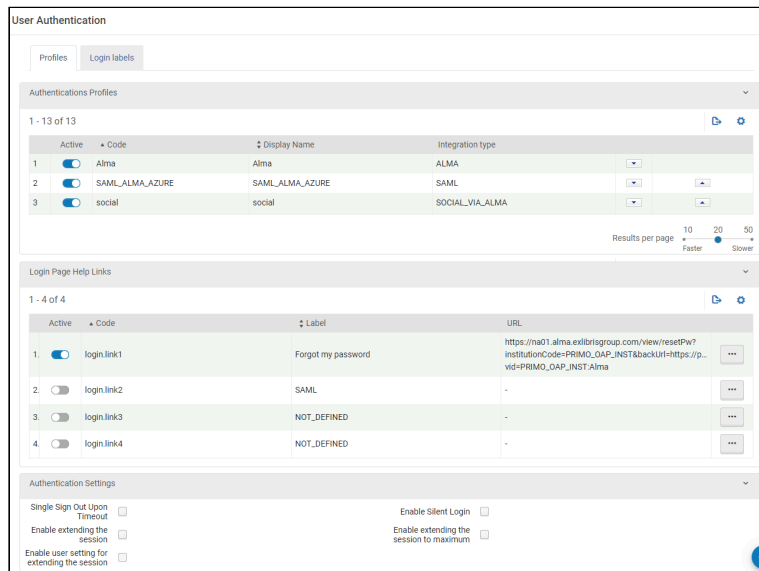 User Authentication
Profiles Login labels
Authentications Profiles
1 - 13 of 13
Active Code Display Name Integration type
1 Alma Alma ALMA
2 SAML_ALMA_AZURE SAML_ALMA_AZURE SAML
3 social social SOCIAL_VIA_ALMA
10 20 50
Results per page
Faster Slower
Login Page Help Links
1 - 4 of 4
Active Code Label URL
https://na01.alma.exlibrisgroup.com/view/resetPw?
1. login.link1 Forgot my password institutionCode=PRIMO_OAP_INST&backUrl=https://p...
vid=PRIMO_OAP_INST:Alma
2. login.link2 SAML -
3. login.link3 NOT_DEFINED -
4. login.link4 NOT_DEFINED -
Authentication Settings
Single Sign Out Upon
Timeout Enable Silent Login
Enable extending the Enable extending the
session session to maximum
Enable user setting for
extending the session